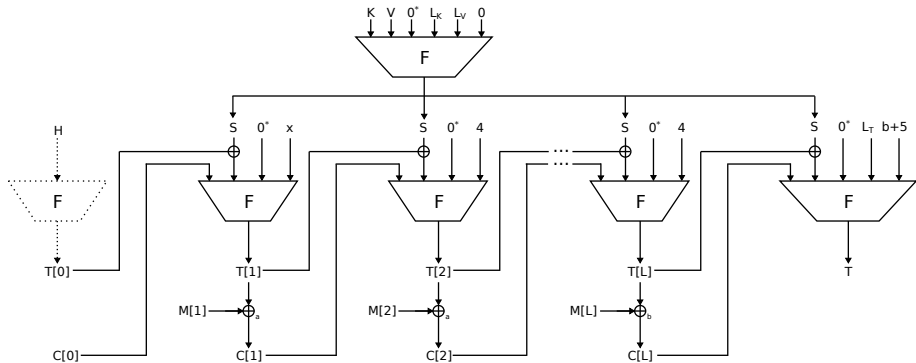 K V 0* L_K L_V 0
F
S 0* x S 0* 4 S 0* 4 S 0* L_T b+5
H
... ...
F F F F F
T[0] T[1] T[2] T[L] T
M[1] a M[2] a M[L] b
C[0] C[1] C[2] C[L]